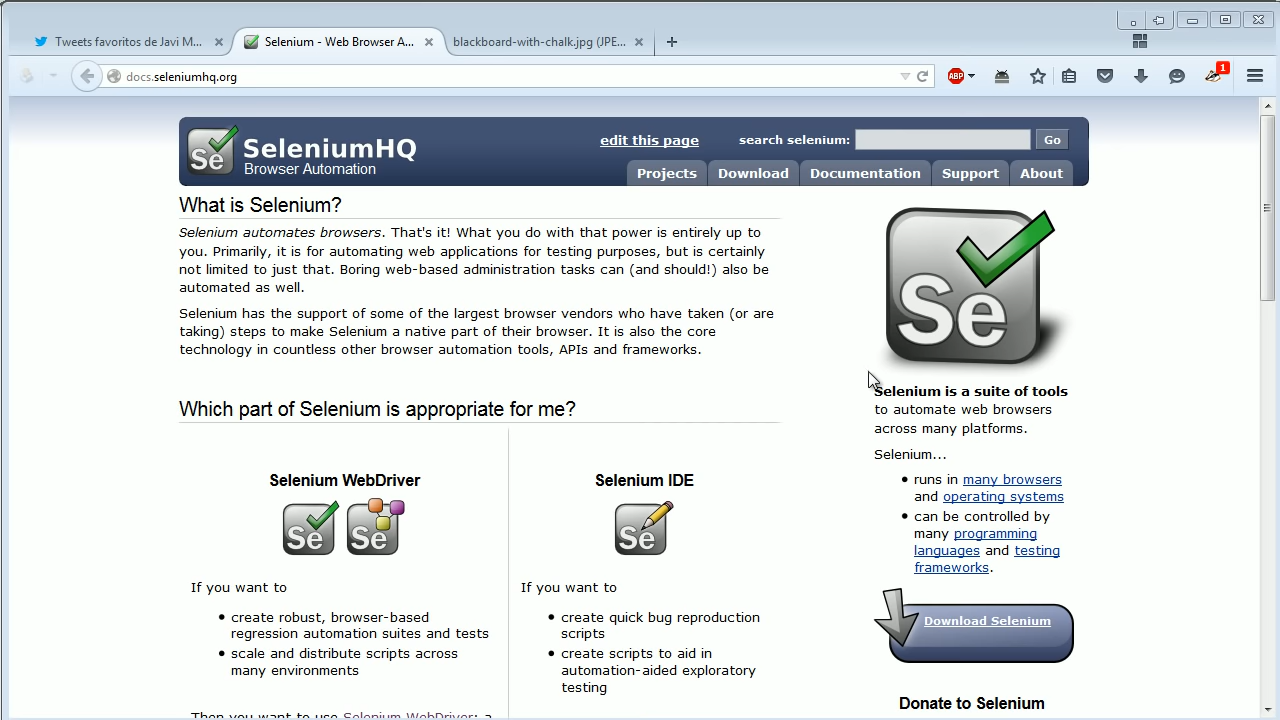 Tweets favoritos de Javi M...
Selenium - Web Browser A...
blackboard-with-chalk.jpg (JPE...
docs.seleniumhq.org
ABP
1
Se
SeleniumHQ
Browser Automation
edit this page
search selenium:
Go
Projects
Download
Documentation
Support
About
What is Selenium?
Selenium automates browsers. That's it! What you do with that power is entirely up to
you. Primarily, it is for automating web applications for testing purposes, but is certainly
not limited to just that. Boring web-based administration tasks can (and should!) also be
automated as well.
Selenium has the support of some of the largest browser vendors who have taken (or are
taking) steps to make Selenium a native part of their browser. It is also the core
technology in countless other browser automation tools, APIs and frameworks.
Which part of Selenium is appropriate for me?
Selenium WebDriver
Se
Se
If you want to
• create robust, browser-based
regression automation suites and tests
• scale and distribute scripts across
many environments
Then you want to use Selenium WebDriver: a
Selenium IDE
Se
If you want to
• create quick bug reproduction
scripts
• create scripts to aid in
automation-aided exploratory
testing
Se
Selenium is a suite of tools
to automate web browsers
across many platforms.
Selenium...
• runs in many browsers
and operating systems
• can be controlled by
many programming
languages and testing
frameworks.
Download Selenium
Donate to Selenium